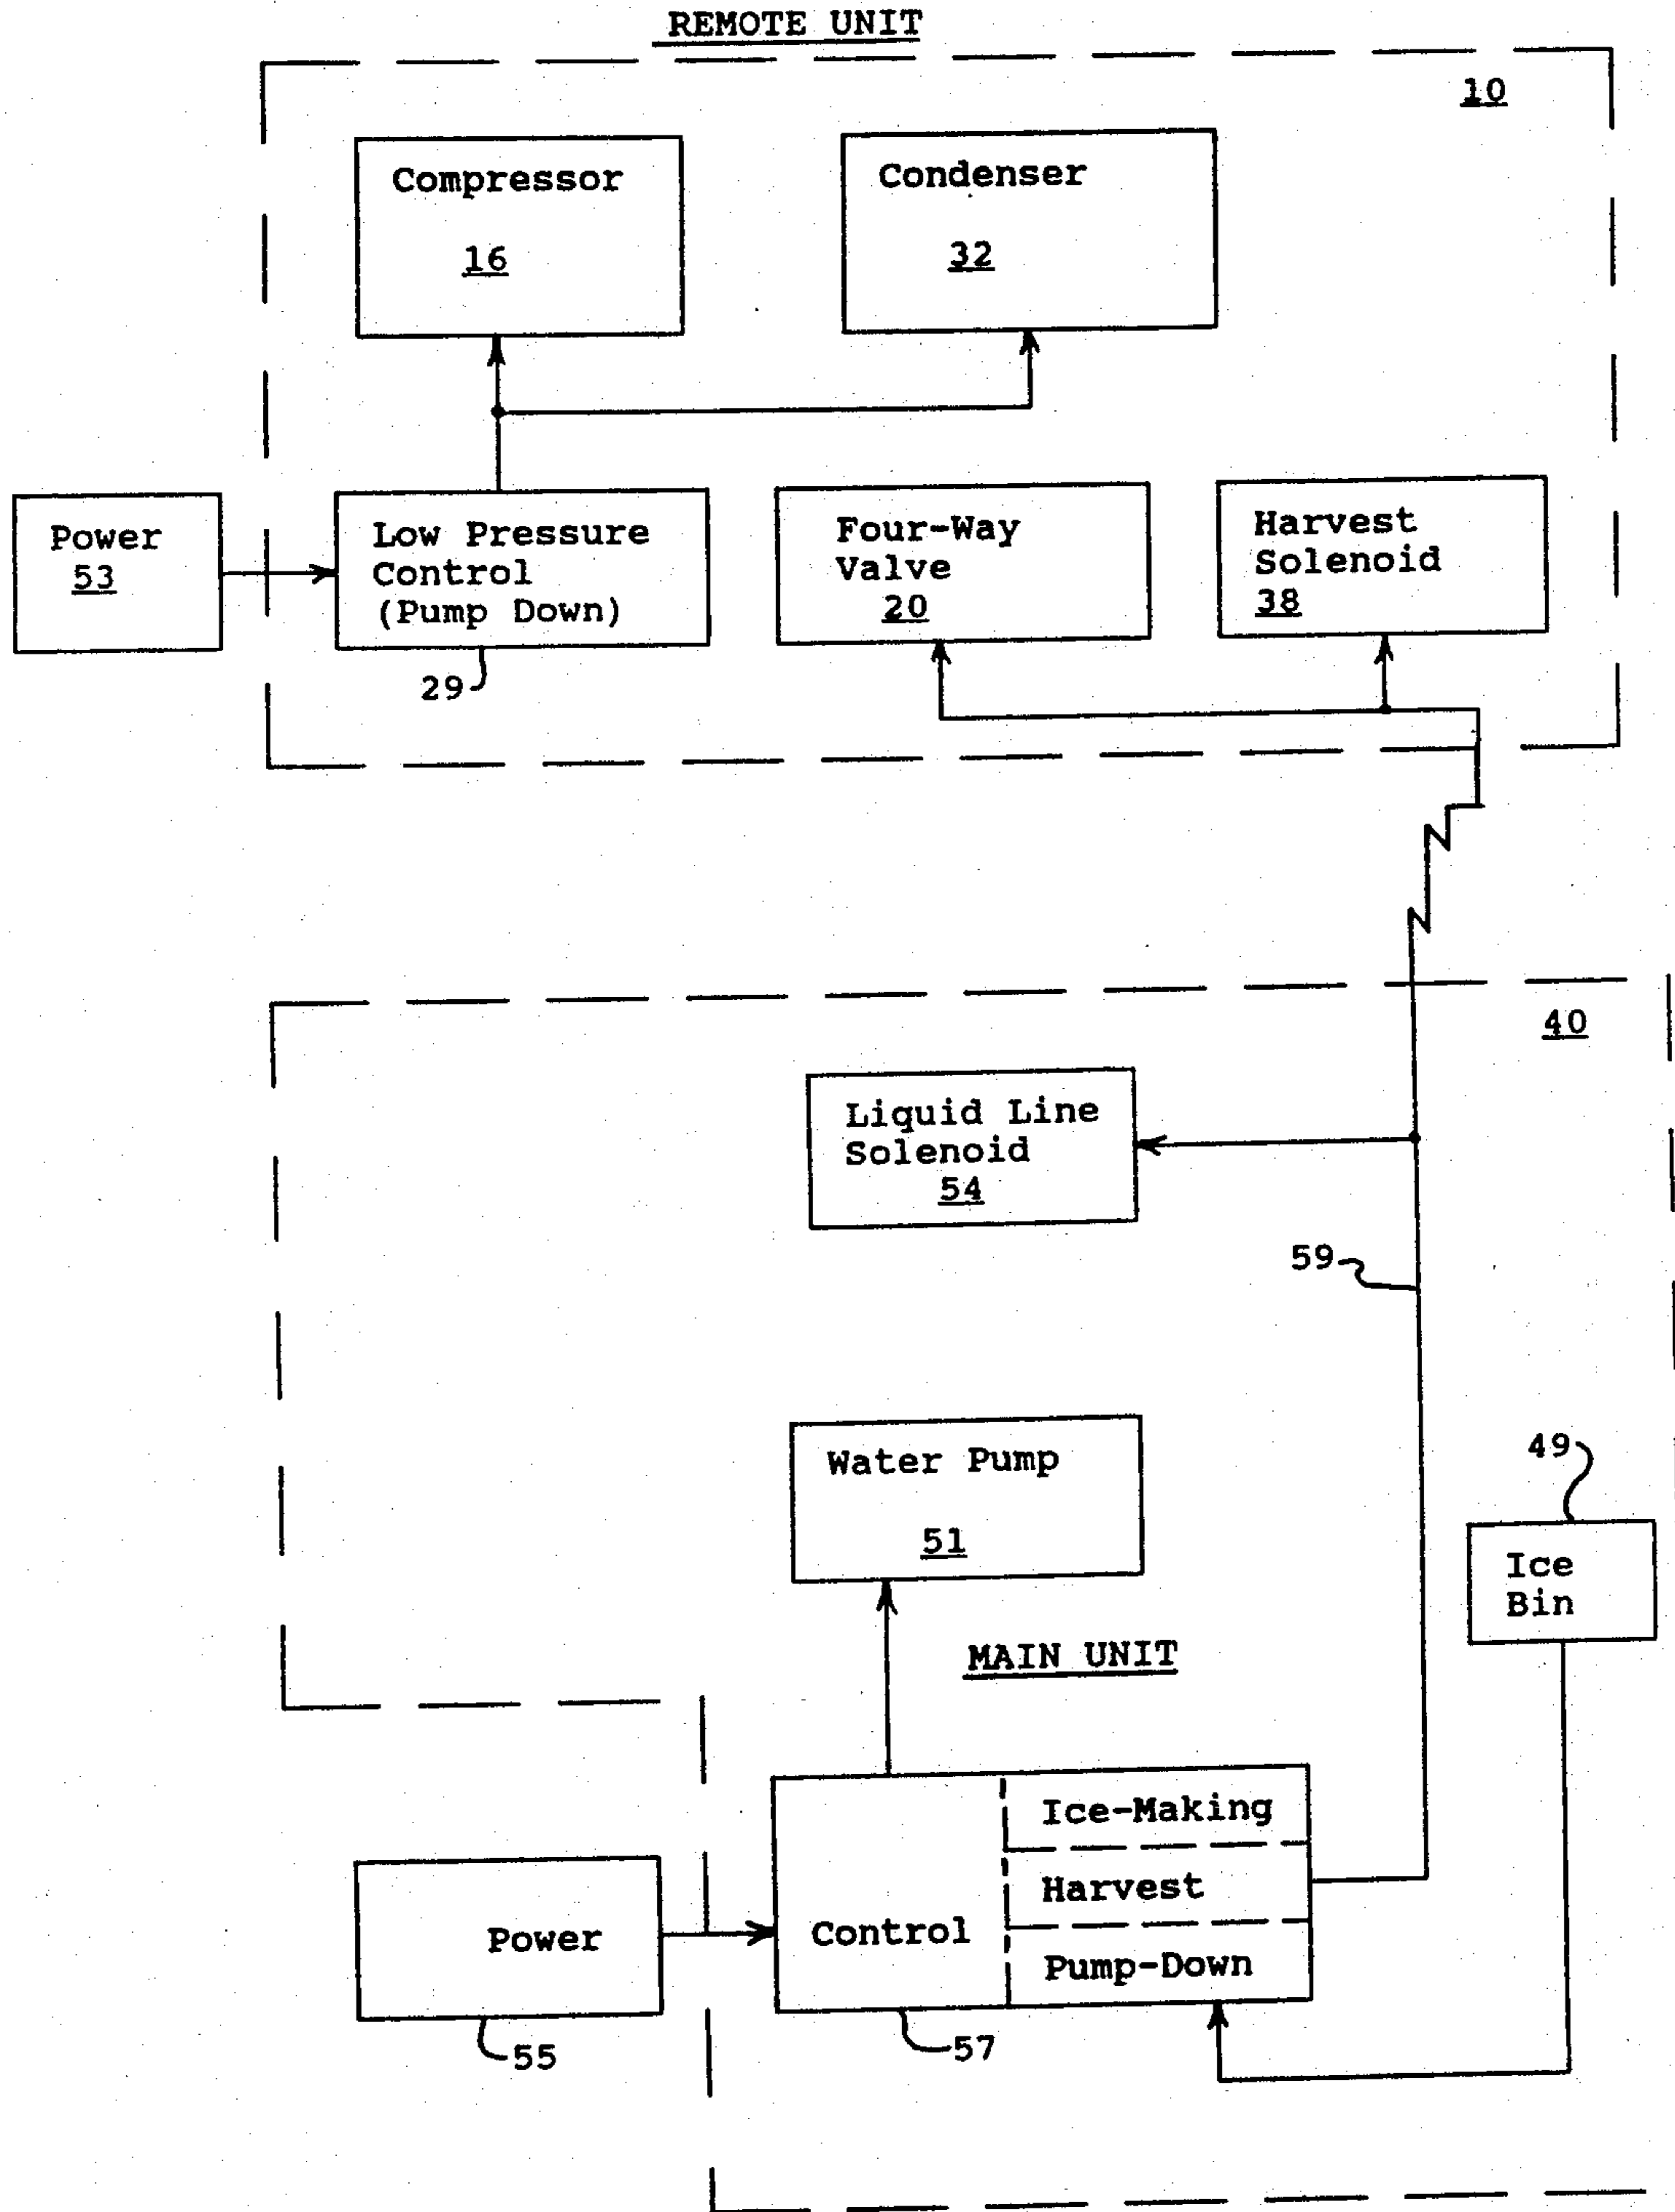 REMOTE UNIT
10
Compressor
16
Condenser
32
Power
53
Low Pressure
Control
(Pump Down)
29
Four-Way
Valve
20
Harvest
Solenoid
38
40
Liquid Line
Solenoid
54
59
Water Pump
51
49
Ice
Bin
MAIN UNIT
Power
55
Control
Ice-Making
Harvest
Pump-Down
57